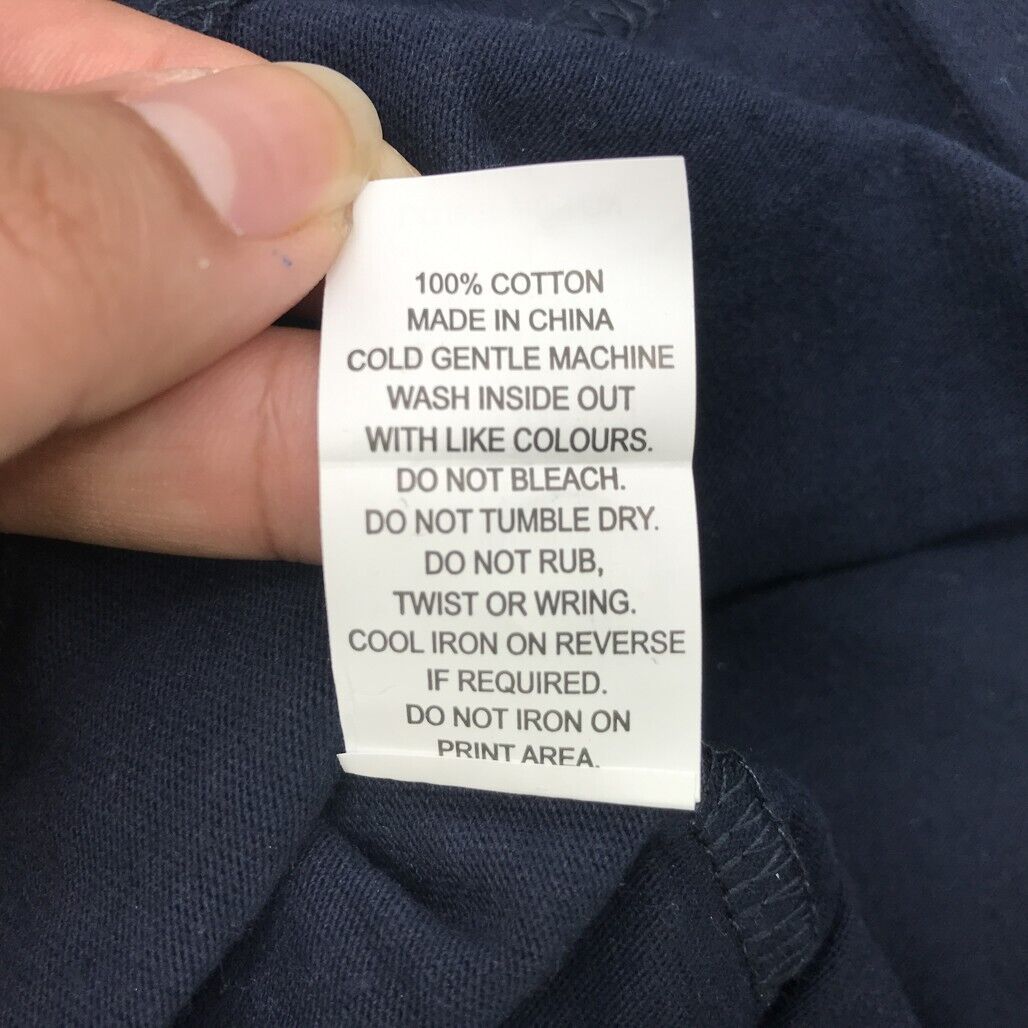 100% COTTON
MADE IN CHINA
COLD GENTLE MACHINE
WASH INSIDE OUT
WITH LIKE COLOURS.
DO NOT BLEACH.
DO NOT TUMBLE DRY.
DO NOT RUB,
TWIST OR WRING.
COOL IRON ON REVERSE
IF REQUIRED.
DO NOT IRON ON
PRINT AREA.